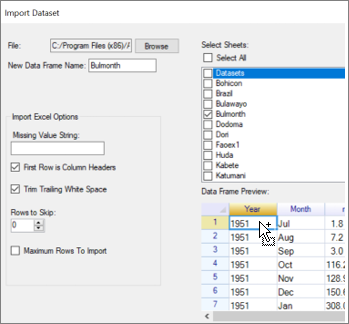 Import Dataset
File: C:/Program Files (x86)/F Browse
New Data Frame Name: Bulmonth
Import Excel Options
Missing Value String:
First Row is Column Headers
Trim Trailing White Space
Rows to Skip:
0
Maximum Rows To Import
Select Sheets:
Select All
Datasets
Bohicon
Brazil
Bulawayo
Bulmonth
Dodoma
Dori
Faoex1
Huda
Kabete
Katumani
Data Frame Preview:
Year Month
1 1951 Jul 1.8
2 1951 Aug 7.2
3 1951 Sep 3.0
4 1951 Oct 116.2
5 1951 Nov 128.9
6 1951 Dec 150.6
7 1951 Jan 308.0